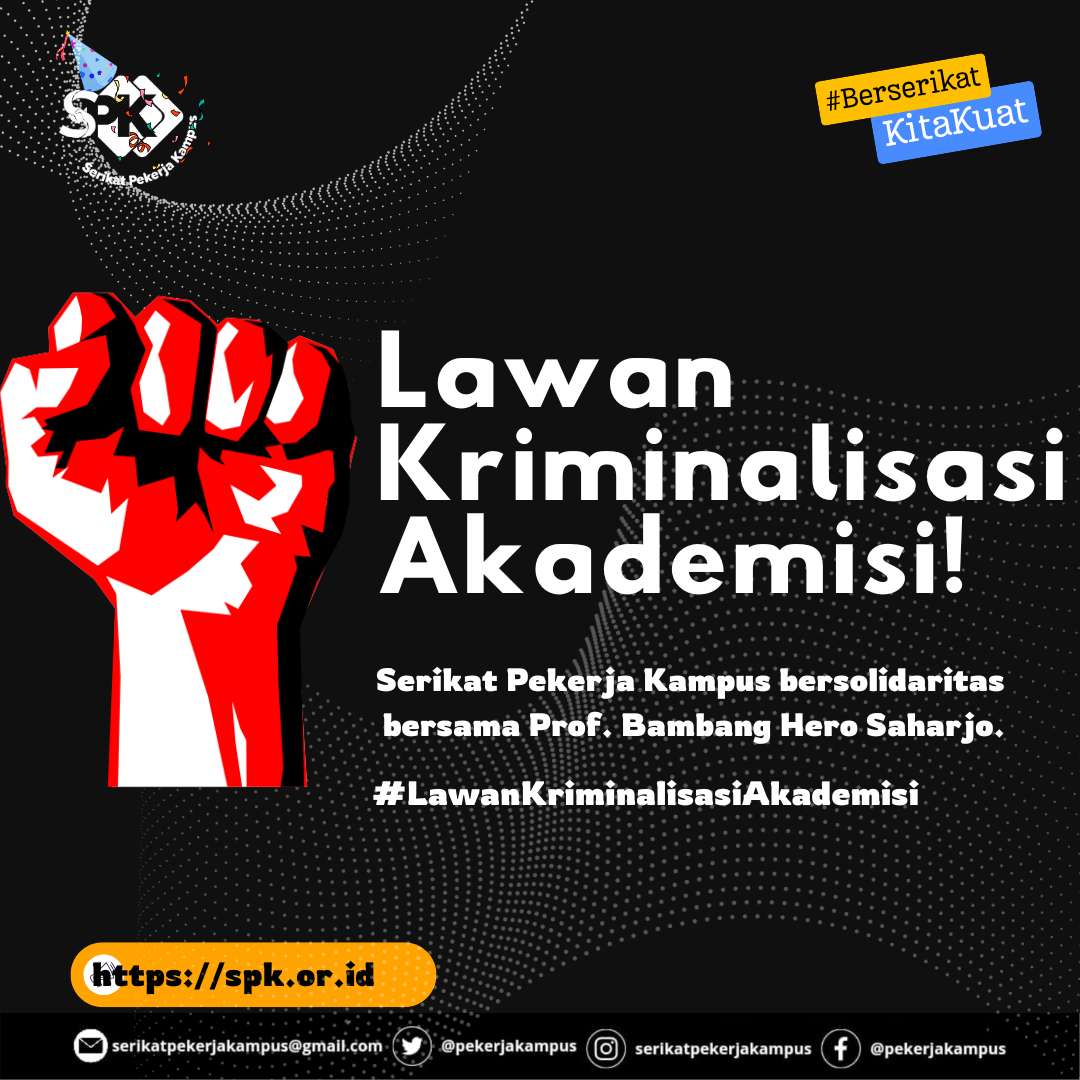 SPK
Serikat Pekerja Kampus
#Berserikat
KitaKuat
Lawan
Kriminalisasi
Akademisi!
Serikat Pekerja Kampus bersolidaritas
bersama Prof. Bambang Hero Saharjo.
#LawanKriminalisasiAkademisi
https://spk.or.id
serikatpekerjakampus@gmail.com @pekerjakampus serikatpekerjakampus @pekerjakampus